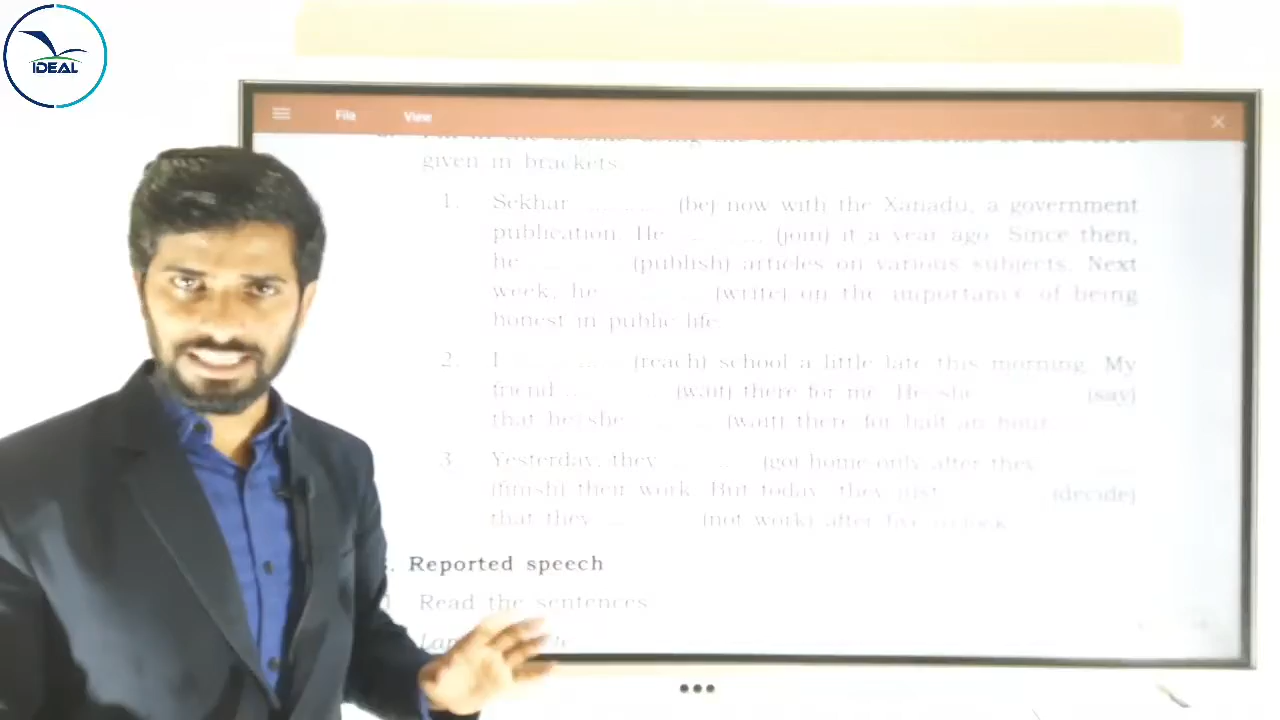 IDEAL
File View
given in brackets.
1. Sekhar ............ (be) now with the Xanadu, a government
publication. He ............ (join) it a year ago. Since then,
he ............ (publish) articles on various subjects. Next
week, he ............ (write) on the importance of being
honest in public life.
2. I ............ (reach) school a little late this morning. My
friend ............ (wait) there for me. He/she ............ (say)
that he/she ............ (wait) there for half an hour.
3. Yesterday, they ............ (go) home only after they ............
(finish) their work. But today, they just ............ (decide)
that they ............ (not work) after five o'clock.
Reported speech
Read the sentences